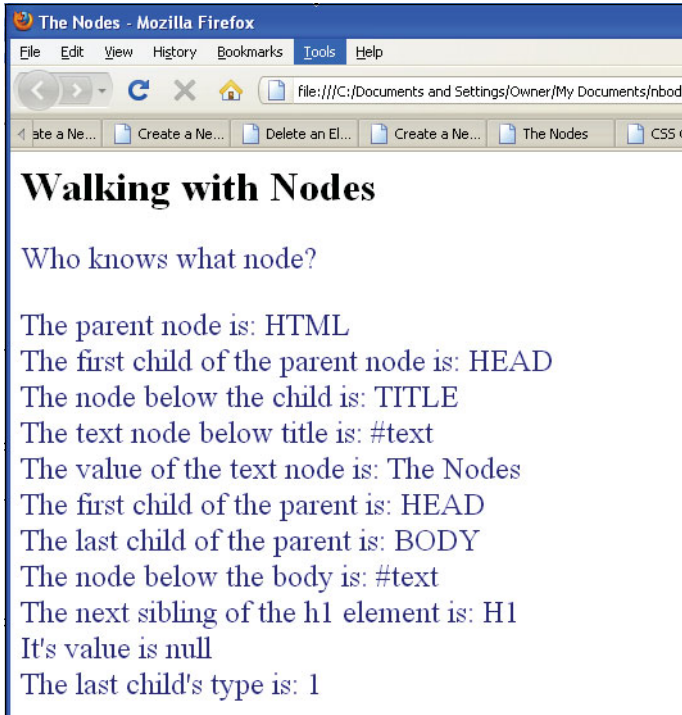 The Nodes - Mozilla Firefox
File Edit View History Bookmarks Tools Help
file:///C:/Documents and Settings/Owner/My Documents/nbod
ate a Ne... Create a Ne... Delete an El... Create a Ne... The Nodes CSS
Walking with Nodes
Who knows what node?
The parent node is: HTML
The first child of the parent node is: HEAD
The node below the child is: TITLE
The text node below title is: #text
The value of the text node is: The Nodes
The first child of the parent is: HEAD
The last child of the parent is: BODY
The node below the body is: #text
The next sibling of the h1 element is: H1
It's value is null
The last child's type is: 1